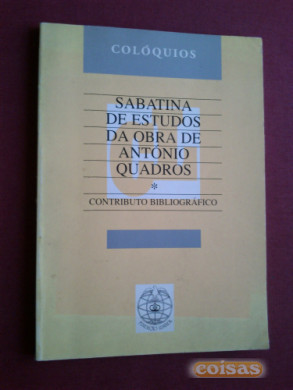 COLÓQUIOS
SABATINA
DE ESTUDOS
DA OBRA DE
ANTÓNIO
QUADROS
*
CONTRIBUTO BIBLIOGRÁFICO
coisas